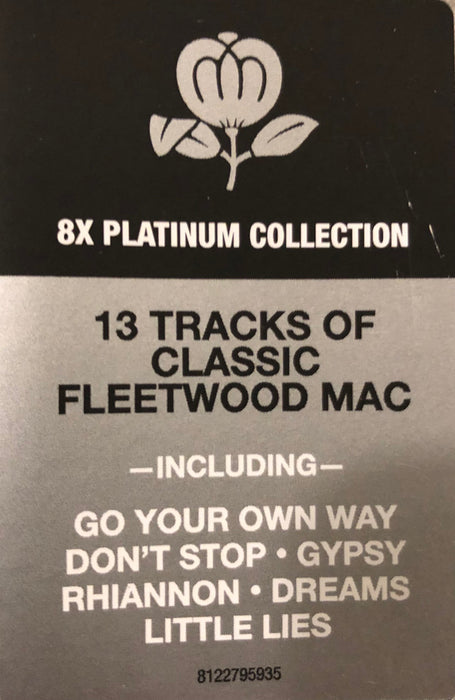 8X PLATINUM COLLECTION
13 TRACKS OF
CLASSIC
FLEETWOOD MAC
—INCLUDING—
GO YOUR OWN WAY
DON'T STOP • GYPSY
RHIANNON • DREAMS
LITTLE LIES
8122795935